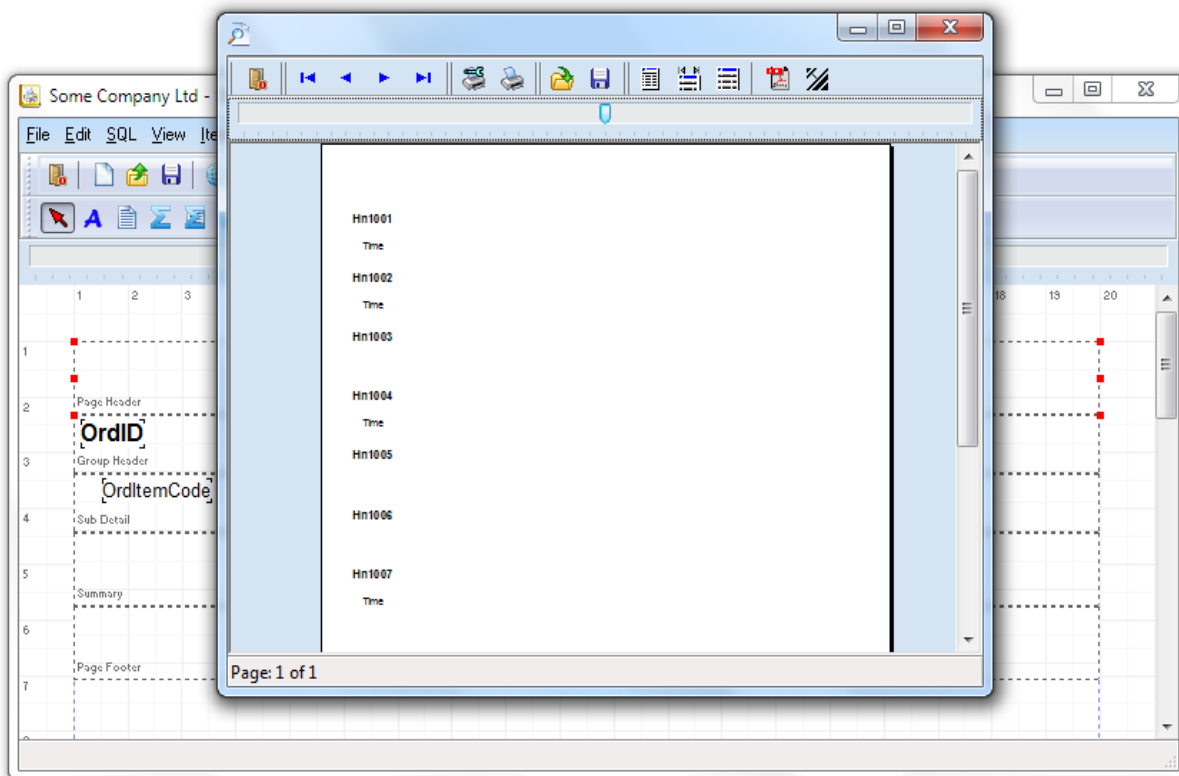 Some Company Ltd -
File Edit SQL View Ite
1 2 3 18 19 20
1
Page Header
2
OrdID
3 Group Header
OrdItemCode
4 Sub Detail
5
Summary
6
Page Footer
7
Hn1001
Time
Hn1002
Time
Hn1003
Hn1004
Time
Hn1005
Hn1006
Hn1007
Time
Page: 1 of 1